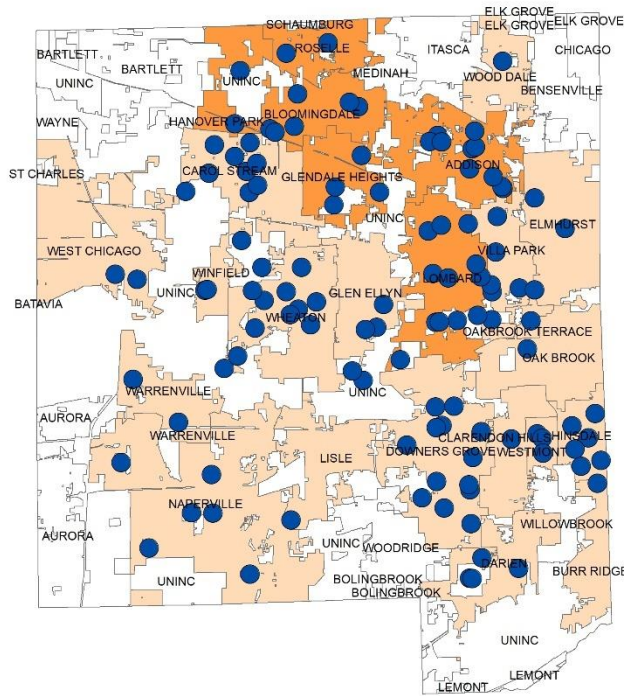 ELK GROVE
SCHAUMBURG
ELK GROVE
ELK GROVE
BARTLETT
ROSELLE
ITASCA
CHICAGO
BARTLETT
MEDINAH
UNINC
UNINC
WOOD DALE
BENSENVILLE
WAYNE
HANOVER PARK
BLOOMINGDALE
ADDISON
ST CHARLES
CAROL STREAM
GLENDALE HEIGHTS
UNINC
ELMHDRST
WEST CHICAGO
VILLA PARK
WINFIELD
LOMBARD
UNINC
GLEN ELLYN
BATAVIA
WHEATON
OAKBROOK TERRACE
OAK BROOK
WARRENVILLE
UNINC
AURORA
WARRENVILLE
CLARENDON HILLS
HINSDALE
LISLE
DOWNERS GROVE
WESTMONT
NAPERVILLE
WILLOWBROOK
AURORA
UNINC
WOODRIDGE
DARIEN
BURR RIDGE
UNINC
BOLINGBROOK
BOLINGBROOK
UNINC
LEMONT
LEMONT